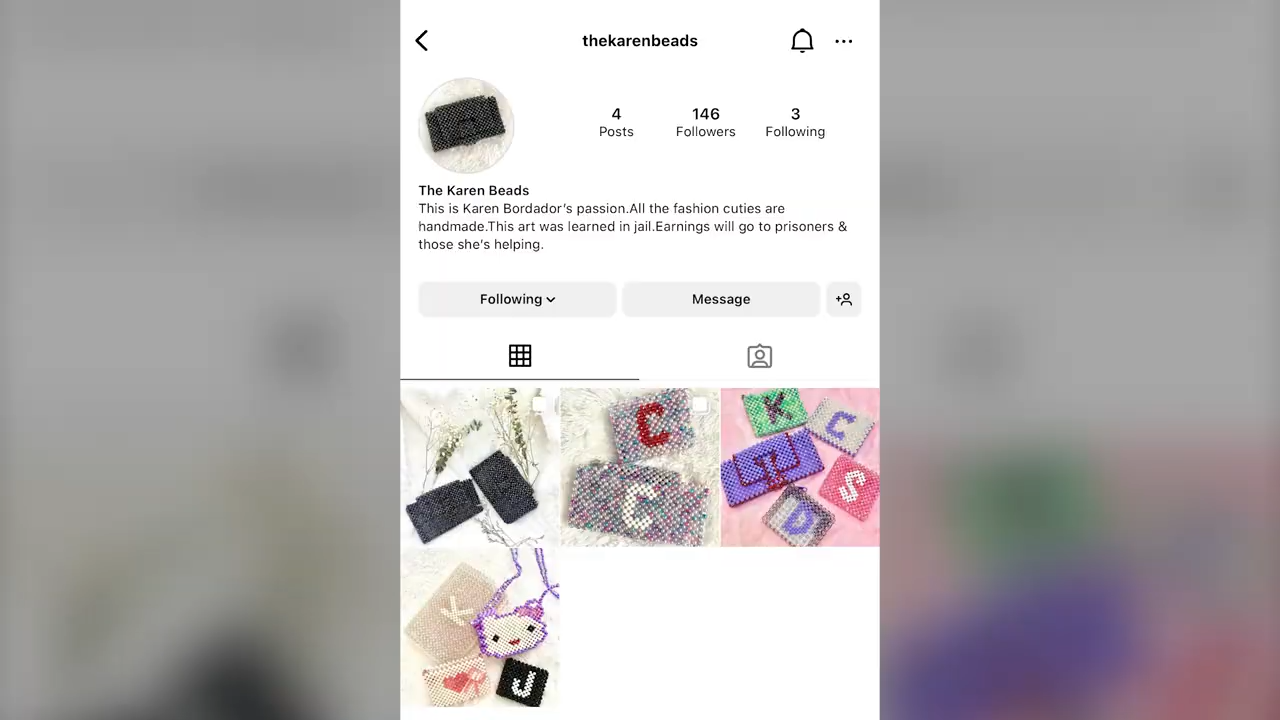 thekarenbeads
4 146 3
Posts Followers Following
The Karen Beads
This is Karen Bordador's passion.All the fashion cuties are
handmade.This art was learned in jail.Earnings will go to prisoners &
those she's helping.
Following Message
C
C
K
C
S
D
K
J